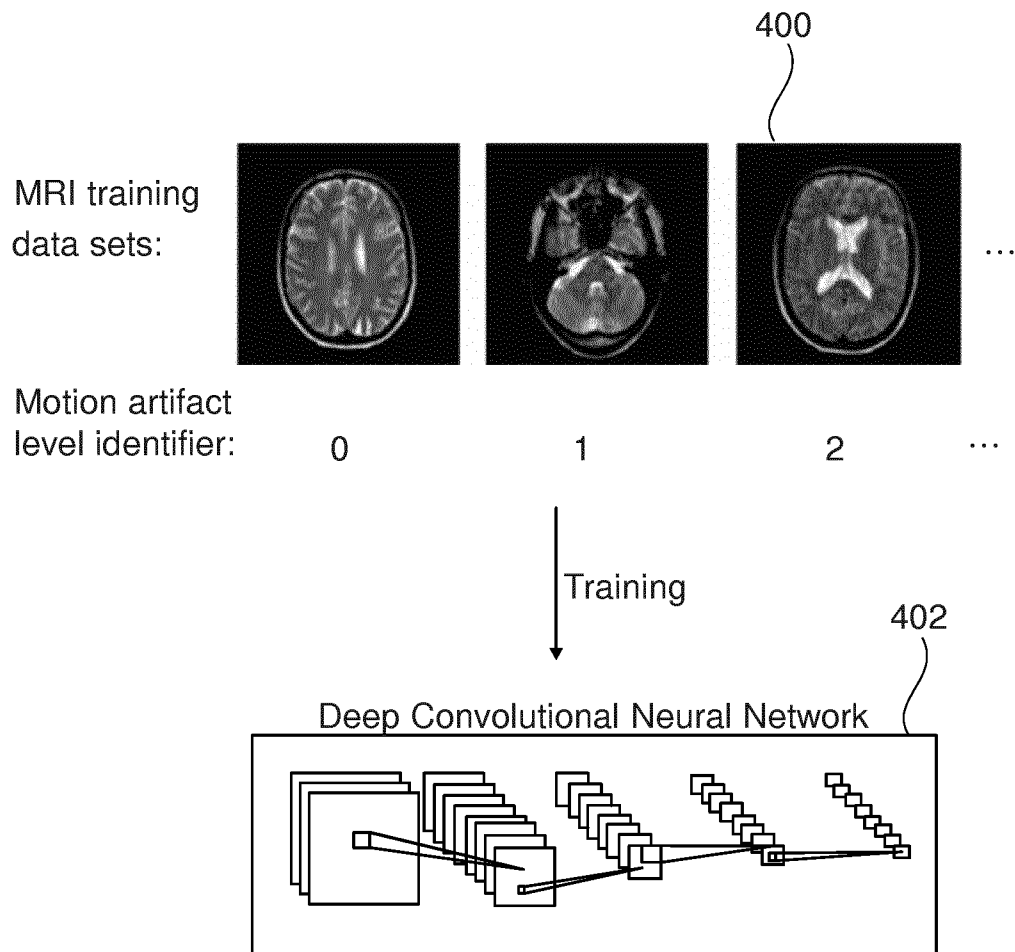 400
MRI training
data sets:
...
Motion artifact
level identifier: 0 1 2 ...
Training
402
Deep Convolutional Neural Network